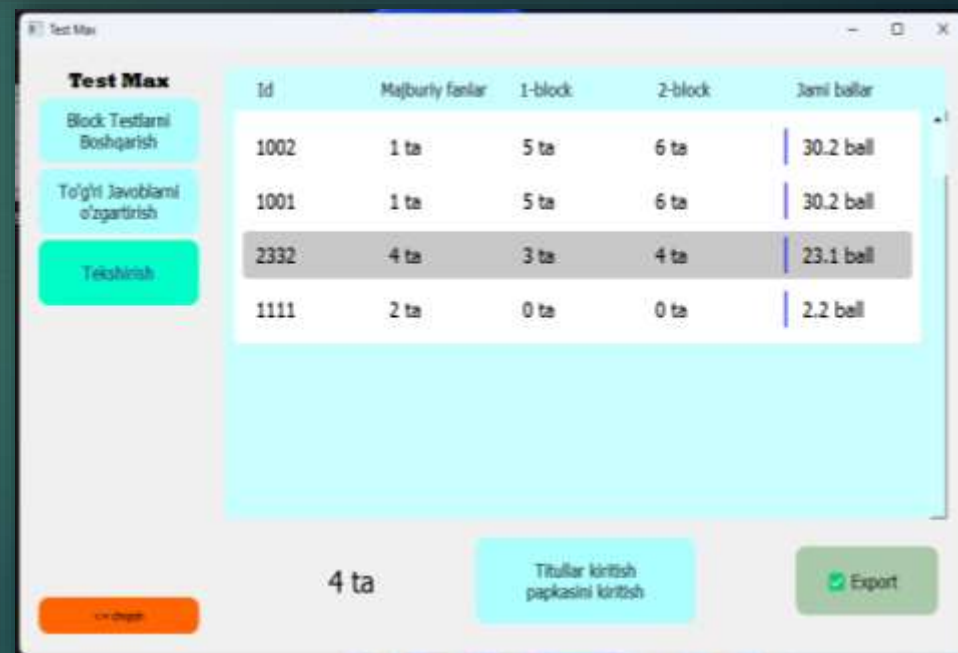 Test Max
Test Max
Block Testlarni
Boshqarish
To'g'ri Javoblarni
o'zgartirish
Tekshirish
Id Majburiy fanlar 1-block 2-block Jami ballar
1002 1 ta 5 ta 6 ta 30.2 ball
1001 1 ta 5 ta 6 ta 30.2 ball
2332 4 ta 3 ta 4 ta 23.1 ball
1111 2 ta 0 ta 0 ta 2.2 ball
4 ta
Titullar kiritish
papkasini kiritish
Export